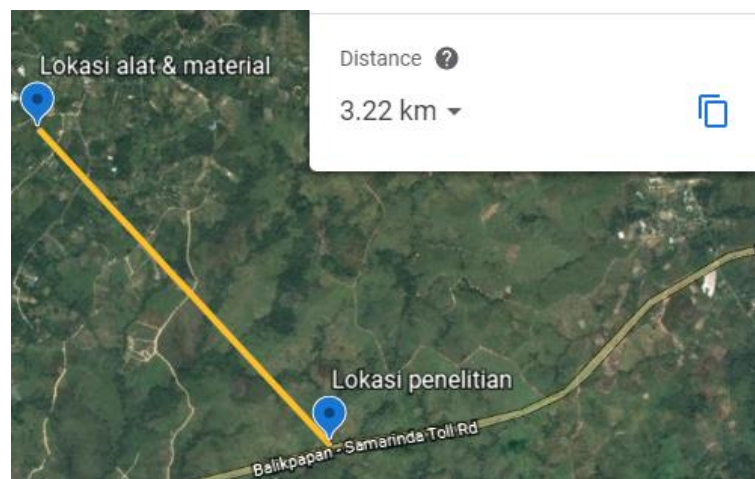 Lokasi alat & material
Distance
3.22 km
Lokasi penelitian
Balikpapan - Samarinda Toll Rd